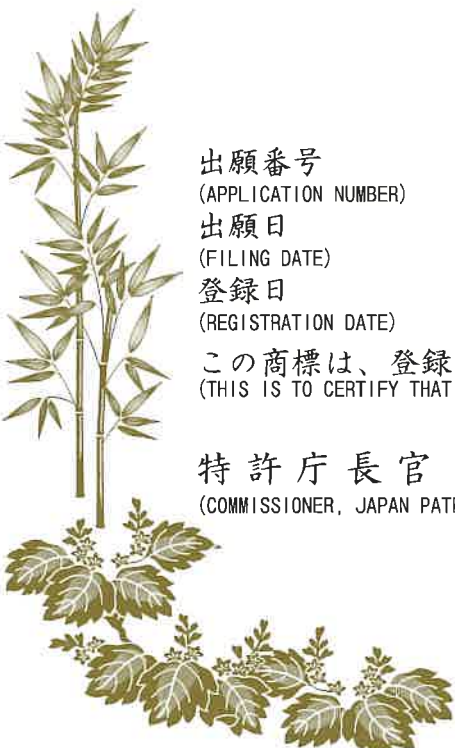 出願番号
(APPLICATION NUMBER)
出願日
(FILING DATE)
登録日
(REGISTRATION DATE)
この商標は、登録
(THIS IS TO CERTIFY THAT
特許庁長官
(COMMISSIONER, JAPAN PAT